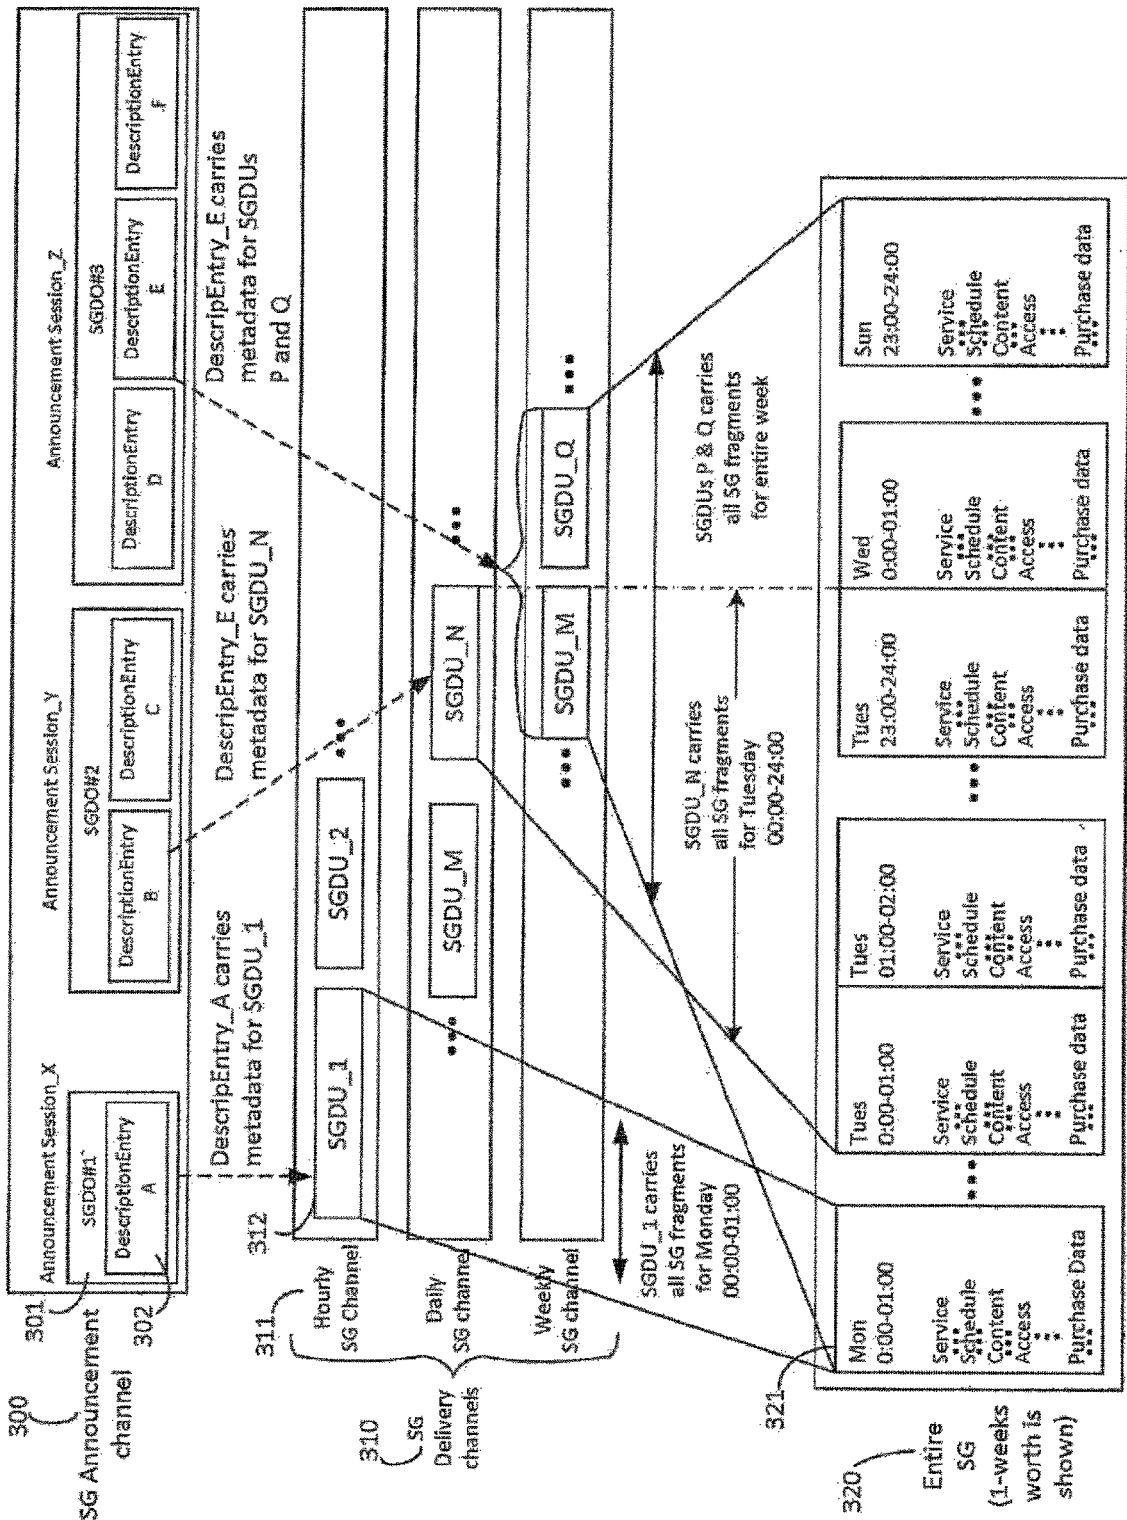 300
SG Announcement
channel
301
302
Announcement Session_X
SGDO#1
DescriptionEntry
A
Announcement Session_Y
SGDO#2
DescriptionEntry
B
DescriptionEntry
C
Announcement Session_Z
SGDO#3
DescriptionEntry
D
DescriptionEntry
E
DescriptionEntry
F
DescripEntry_A carries
metadata for SGDU_1
DescripEntry_E carries
metadata for SGDU_N
DescripEntry_E carries
metadata for SGDUs
P and Q
310
SG
Delivery
channels
311
312
Hourly
SG Channel
SGDU_1
SGDU_2
Daily
SG channel
SGDU_M
SGDU_N
Weekly
SG channel
SGDU_M
SGDU_Q
SGDU_1 carries
all SG fragments
for Monday
00:00-01:00
SGDU_N carries
all SG fragments
for Tuesday
00:00-24:00
SGDUs P & Q carries
all SG fragments
for entire week
320
Entire
SG
(1-weeks
worth is
shown)
321
Mon
0:00-01:00
Service
Schedule
Content
Access
Purchase Data
Tues
0:00-01:00
Service
Schedule
Content
Access
Purchase data
Tues
01:00-02:00
Service
Schedule
Content
Access
Purchase data
Tues
23:00-24:00
Service
Schedule
Content
Access
Purchase data
Wed
0:00-01:00
Service
Schedule
Content
Access
Purchase data
Sun
23:00-24:00
Service
Schedule
Content
Access
Purchase data